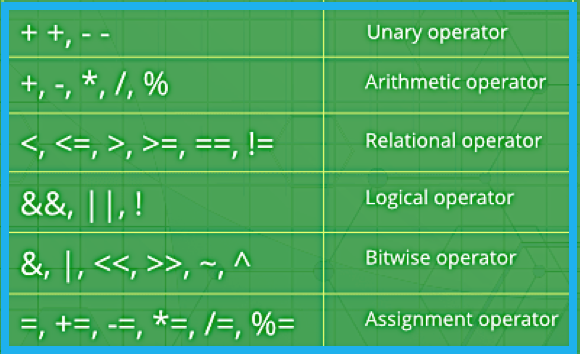 + +, - - Unary operator
+, -, *, /, % Arithmetic operator
<, <=, >, >=, ==, != Relational operator
&&, ||, ! Logical operator
&, |, <<, >>, ~, ^ Bitwise operator
=, +=, -=, *=, /=, %= Assignment operator